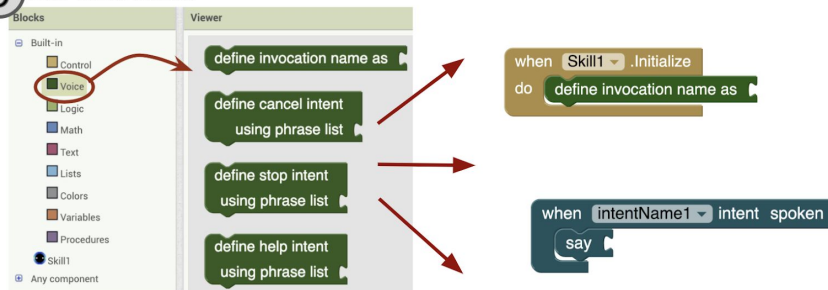 Blocks
Viewer
Built-in
Control
Voice
Logic
Math
Text
Lists
Colors
Variables
Procedures
Skill1
Any component
define invocation name as
define cancel intent
using phrase list
define stop intent
using phrase list
define help intent
using phrase list
when Skill1 .Initialize
do define invocation name as
when intentName1 intent spoken
say